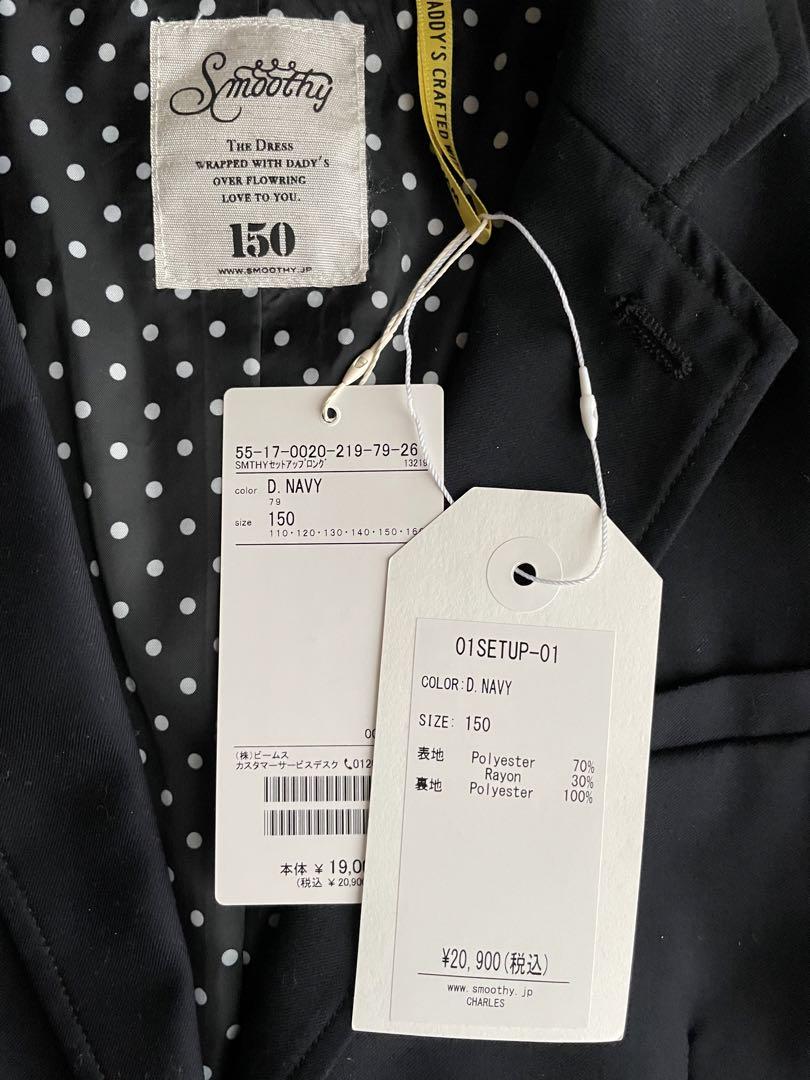 Smoothy
THE DRESS
WRAPPED WITH DADY'S
OVER FLOWRING
LOVE TO YOU.
150
WWW.SMOOTHY.JP
ADDY'S CRAFTED
55-17-0020-219-79-26
SMTHYセットアップロング
13219
color D. NAVY
79
size 150
110・120・130・140・150・16
00
(株)ビームス
カスタマーサービスデスク 012
本体 ¥ 19,00
(税込 ¥ 20,90
01SETUP-01
COLOR:D. NAVY
SIZE: 150
表地 Polyester 70%
Rayon 30%
裏地 Polyester 100%
¥20,900(税込)
www.smoothy.jp
CHARLES